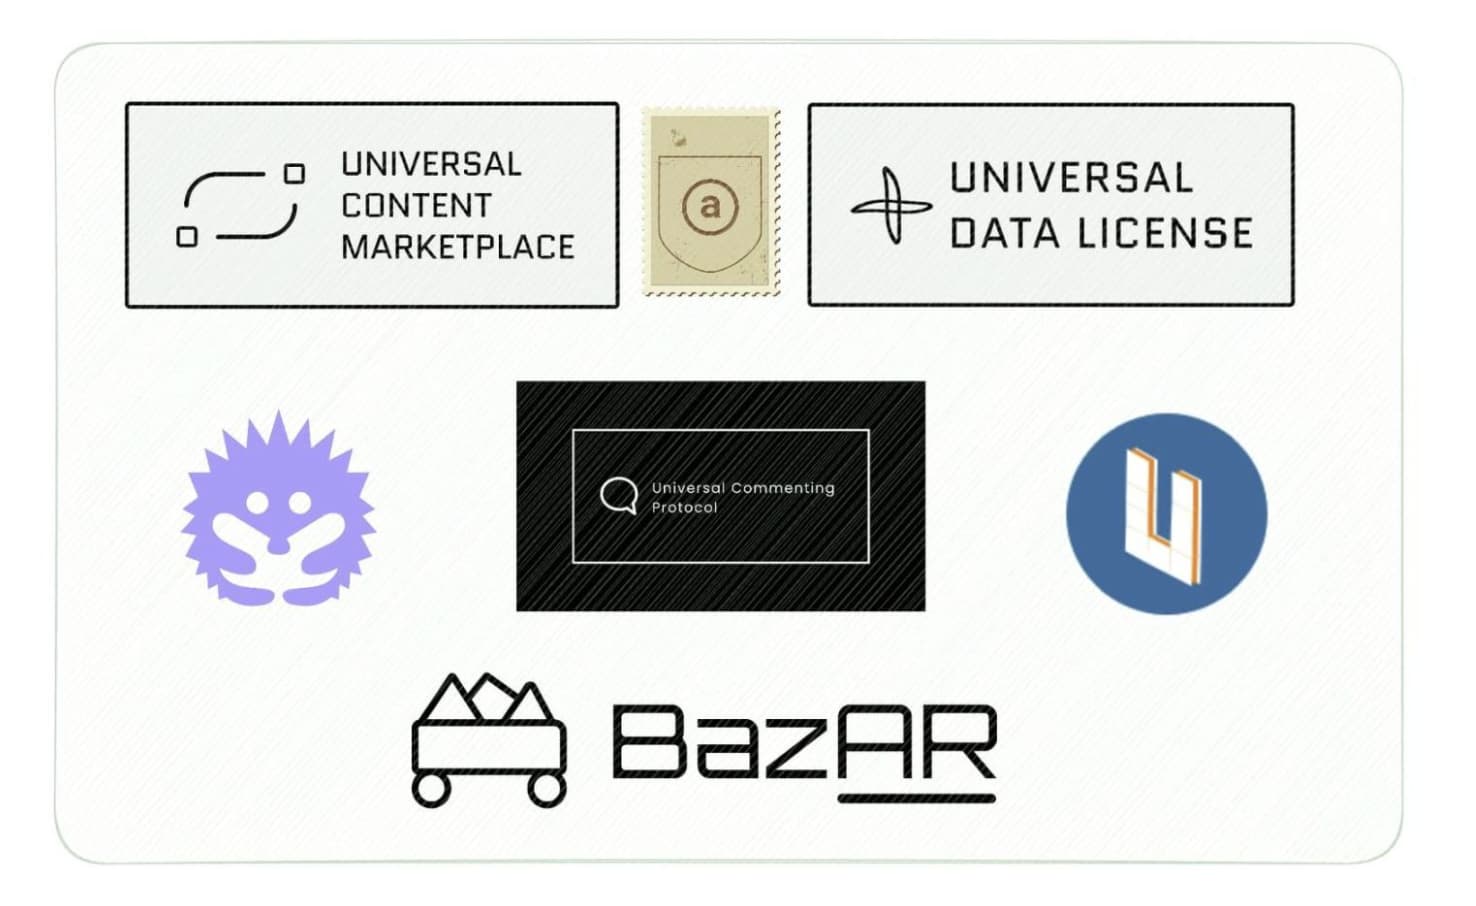 UNIVERSAL
CONTENT
MARKETPLACE
a
UNIVERSAL
DATA LICENSE
Universal Commenting
Protocol
U
BazAR